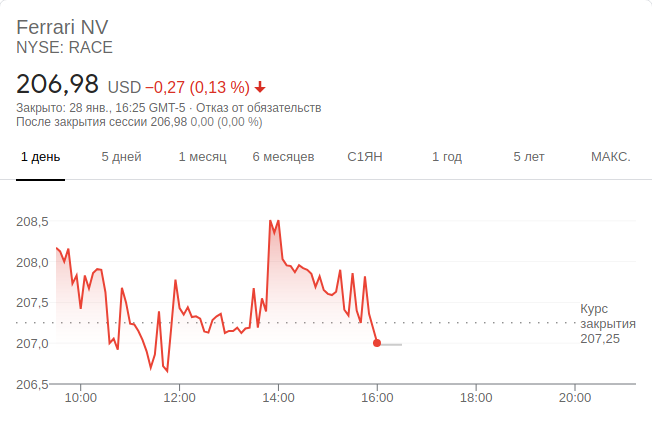 Ferrari NV
NYSE: RACE
206,98 USD −0,27 (0,13 %)
Закрыто: 28 янв., 16:25 GMT-5 · Отказ от обязательств
После закрытия сессии 206,98 0,00 (0,00 %)
1 день 5 дней 1 месяц 6 месяцев С1ЯН 1 год 5 лет МАКС.
208,5
208,0
207,5
Курс
закрытия
207,25
207,0
206,5
10:00 12:00 14:00 16:00 18:00 20:00